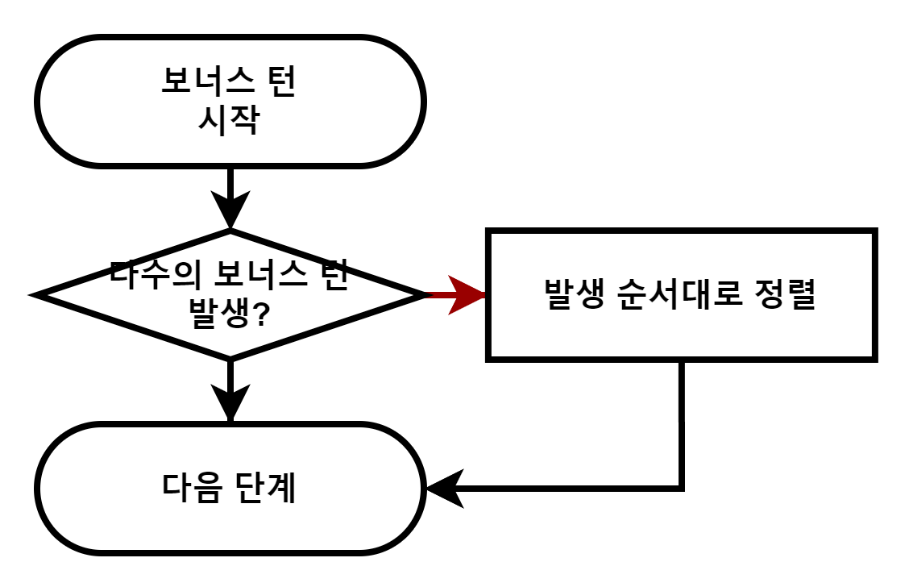 보너스 턴
시작
다수의 보너스 턴
발생?
발생 순서대로 정렬
다음 단계